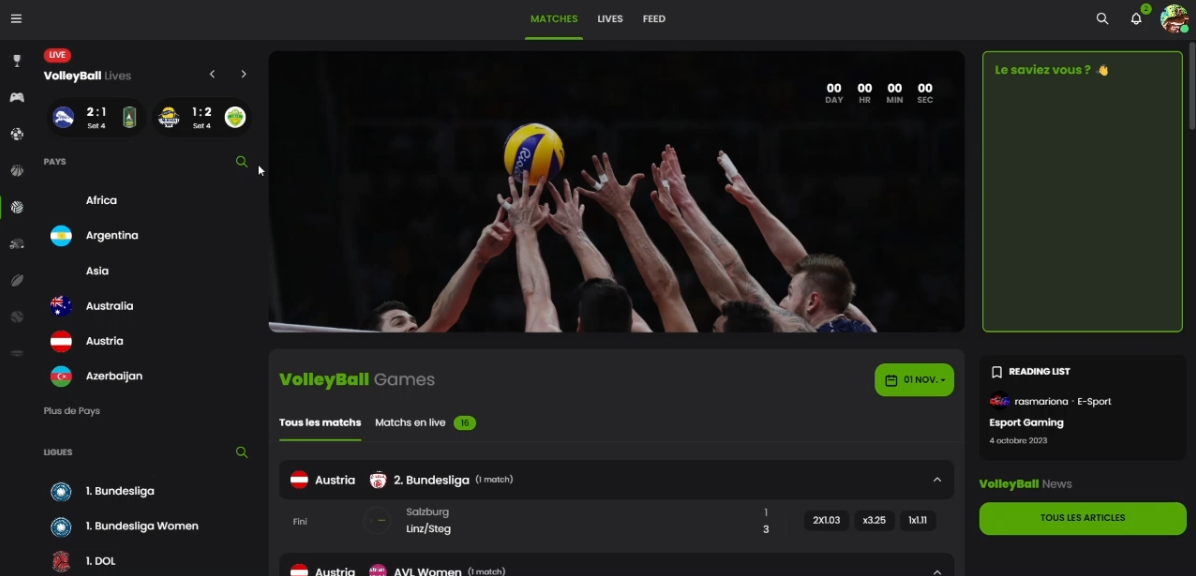 MATCHES LIVES FEED
2
LIVE
VolleyBall Lives
2 : 1
Set 4
1 : 2
Set 4
PAYS
Africa
Argentina
Asia
Australia
Austria
Azerbaijan
Plus de Pays
LIGUES
1. Bundesliga
1. Bundesliga Women
1. DOL
00 00 00 00
DAY HR MIN SEC
VolleyBall Games
01 NOV.
Tous les matchs Matchs en live 16
Austria 2. Bundesliga (1 match)
Fini
Salzburg 1
Linz/Steg 3
2X1.03 x3.25 1x1.11
Austria AVL Women (1 match)
Le saviez vous ? 👋
READING LIST
rasmariona · E-Sport
Esport Gaming
4 octobre 2023
VolleyBall News
TOUS LES ARTICLES